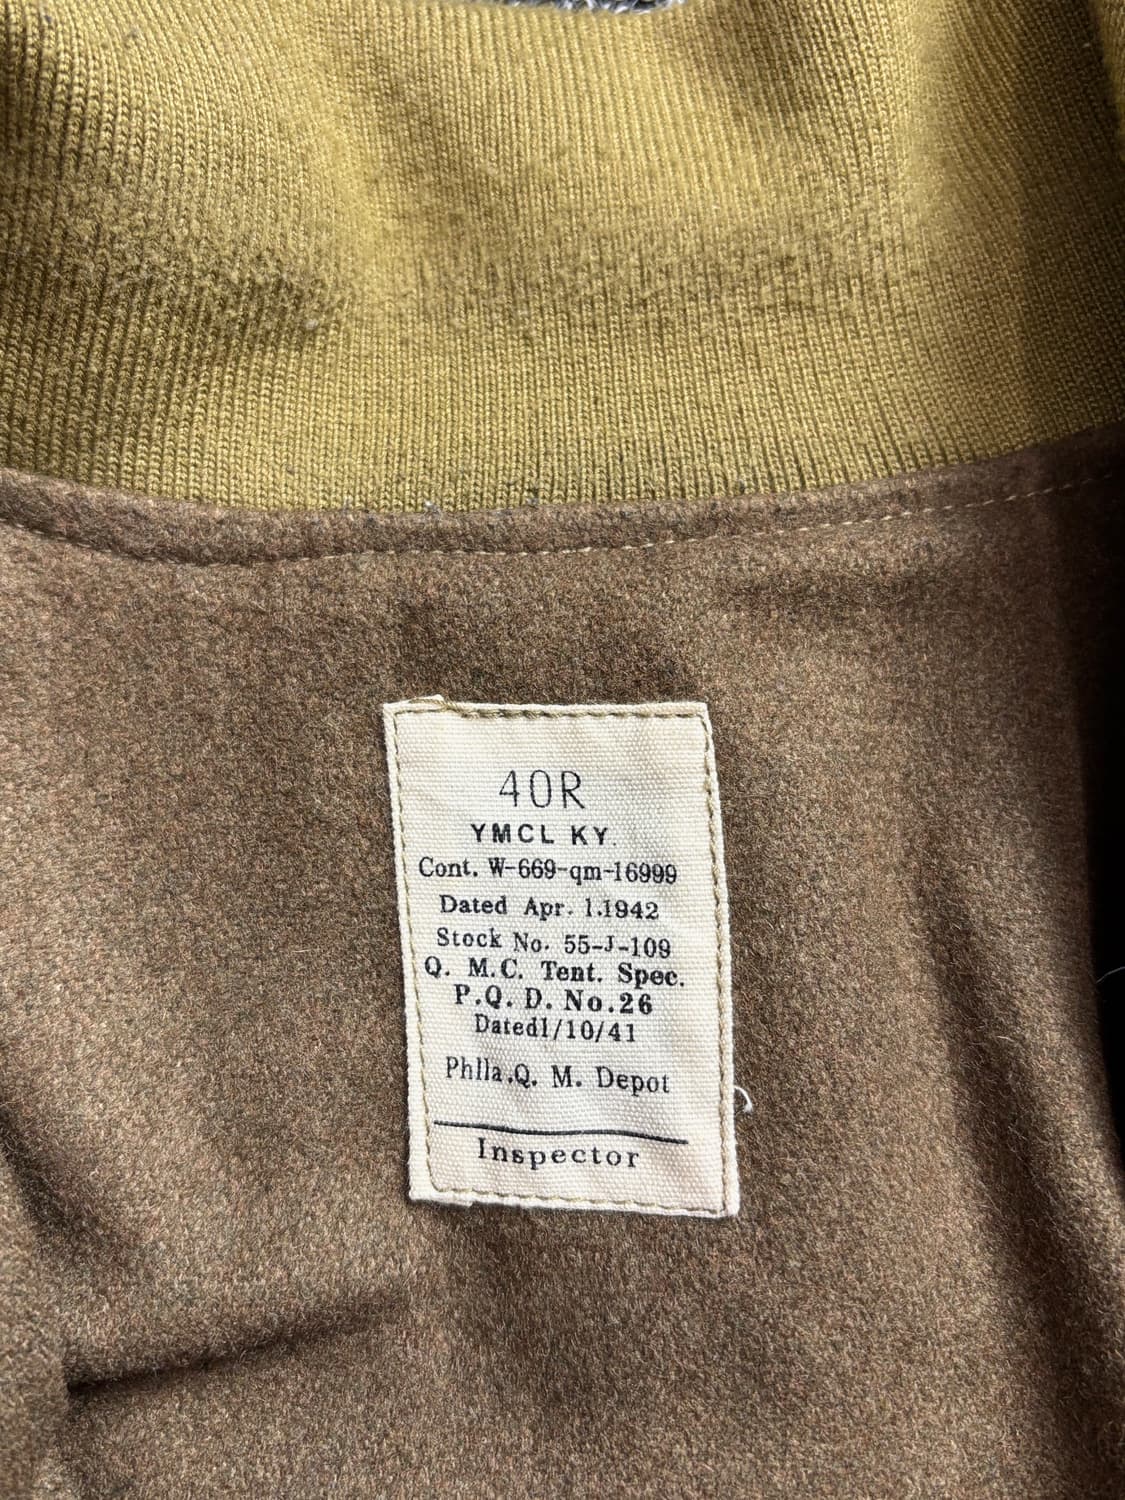 40R
YMCL KY.
Cont. W-669-qm-16999
Dated Apr. 1.1942
Stock No. 55-J-109
Q. M.C. Tent. Spec.
P.Q. D. No.26
Dated1/10/41
Phlla.Q. M. Depot
Inspector